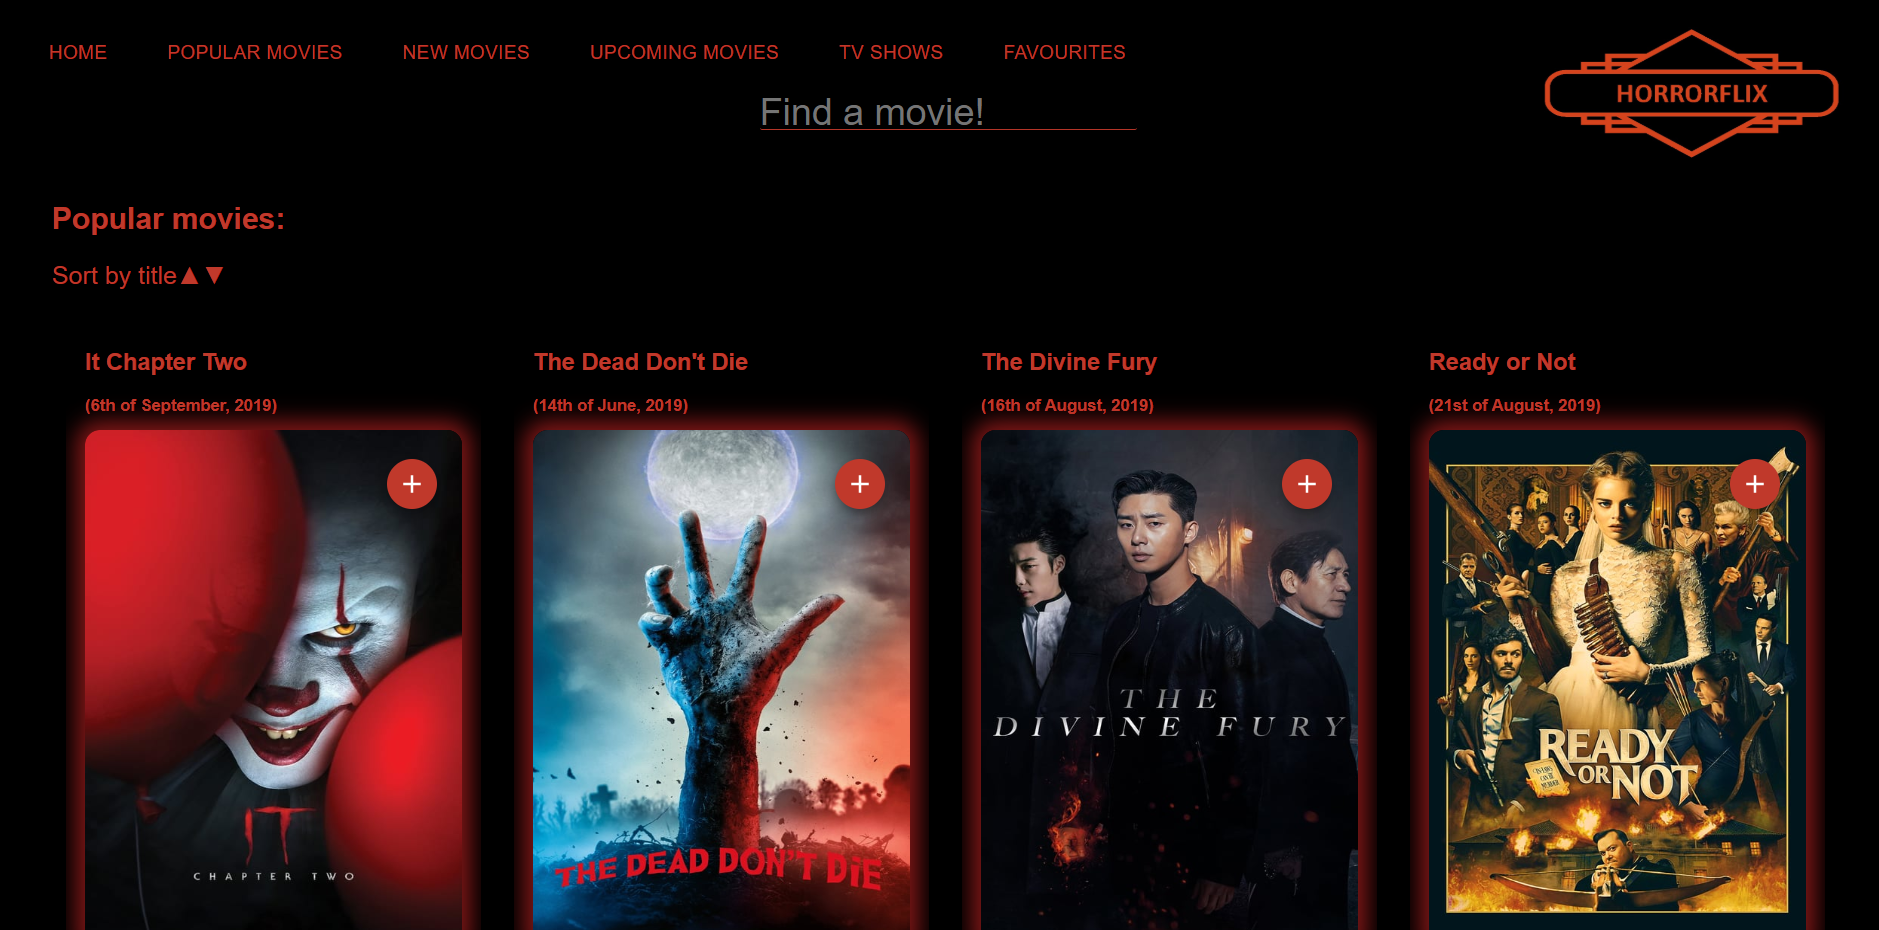 HOME POPULAR MOVIES NEW MOVIES UPCOMING MOVIES TV SHOWS FAVOURITES
HORRORFLIX
Find a movie!
Popular movies:
Sort by title▲▼
It Chapter Two
(6th of September, 2019)
IT
CHAPTER TWO
The Dead Don't Die
(14th of June, 2019)
THE DEAD DON'T DIE
The Divine Fury
(16th of August, 2019)
THE
DIVINE FURY
Ready or Not
(21st of August, 2019)
READY
OR NOT